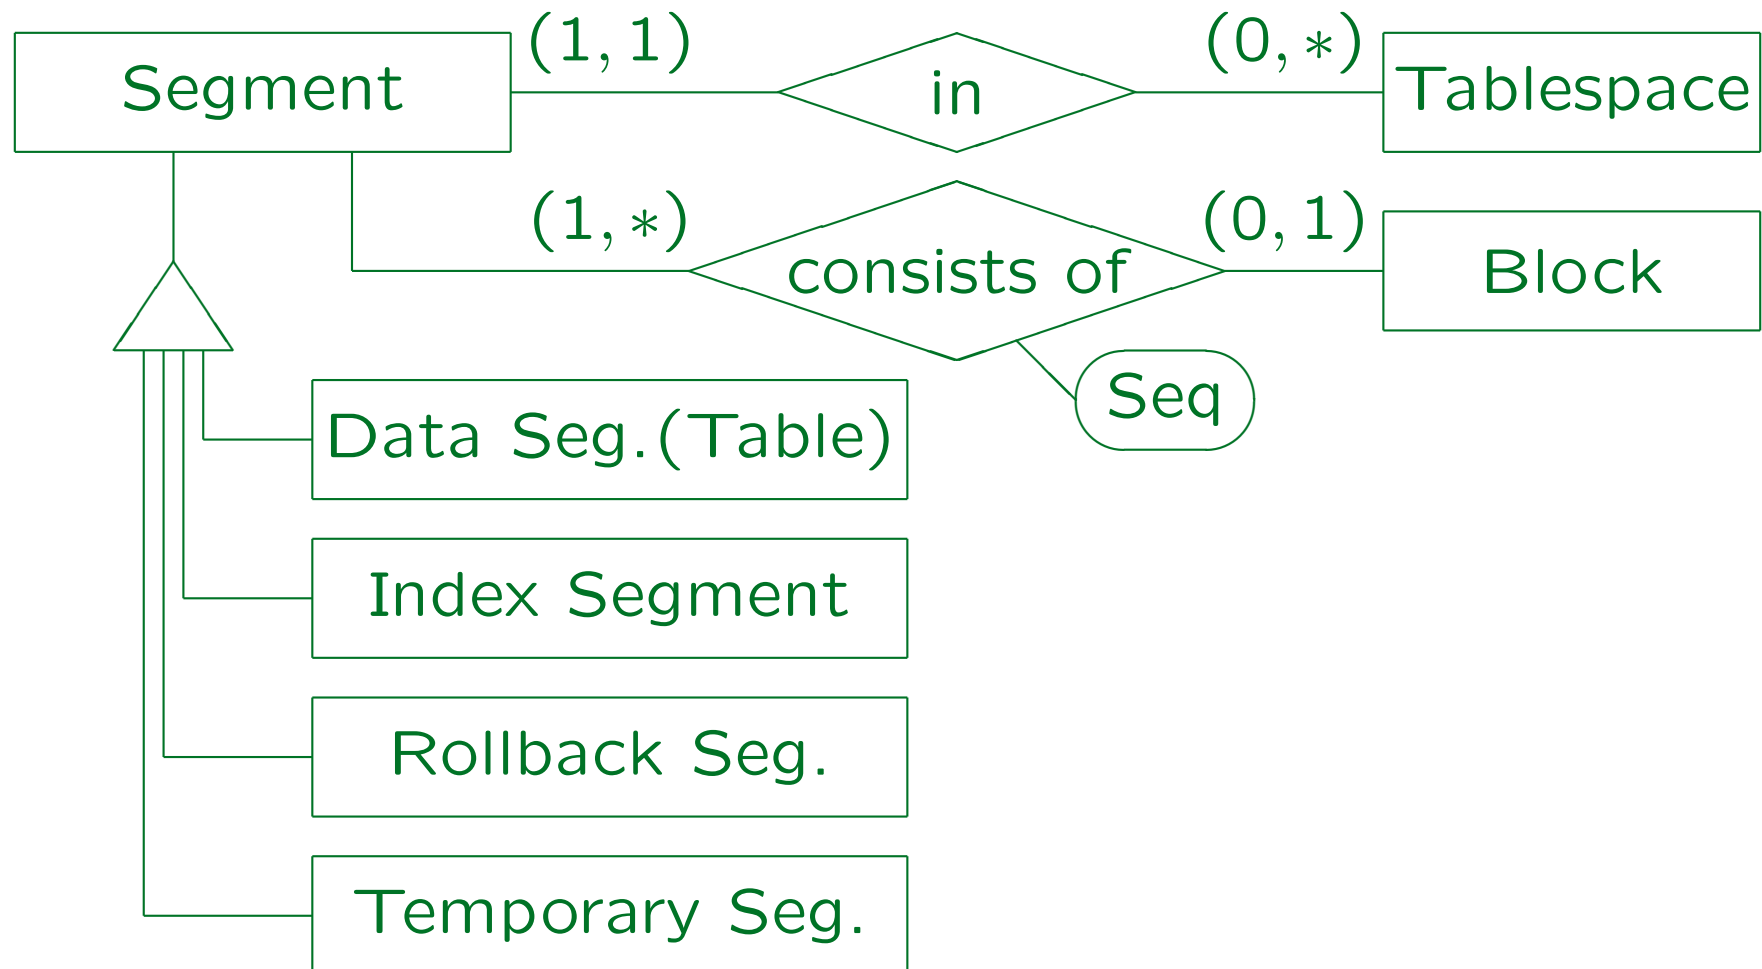 Segment (1, 1) in (0, ∗) Tablespace
(1, ∗) consists of (0, 1) Block
Seq
Data Seg.(Table)
Index Segment
Rollback Seg.
Temporary Seg.